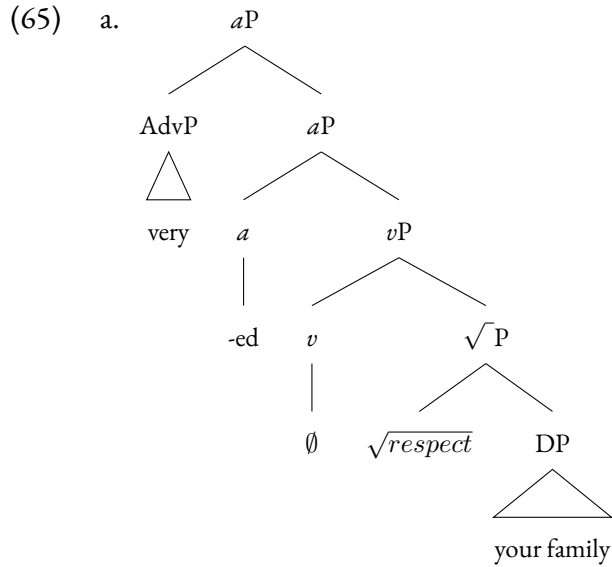 (65) a. aP
AdvP aP
very a vP
-ed v √P
∅ √respect DP
your family